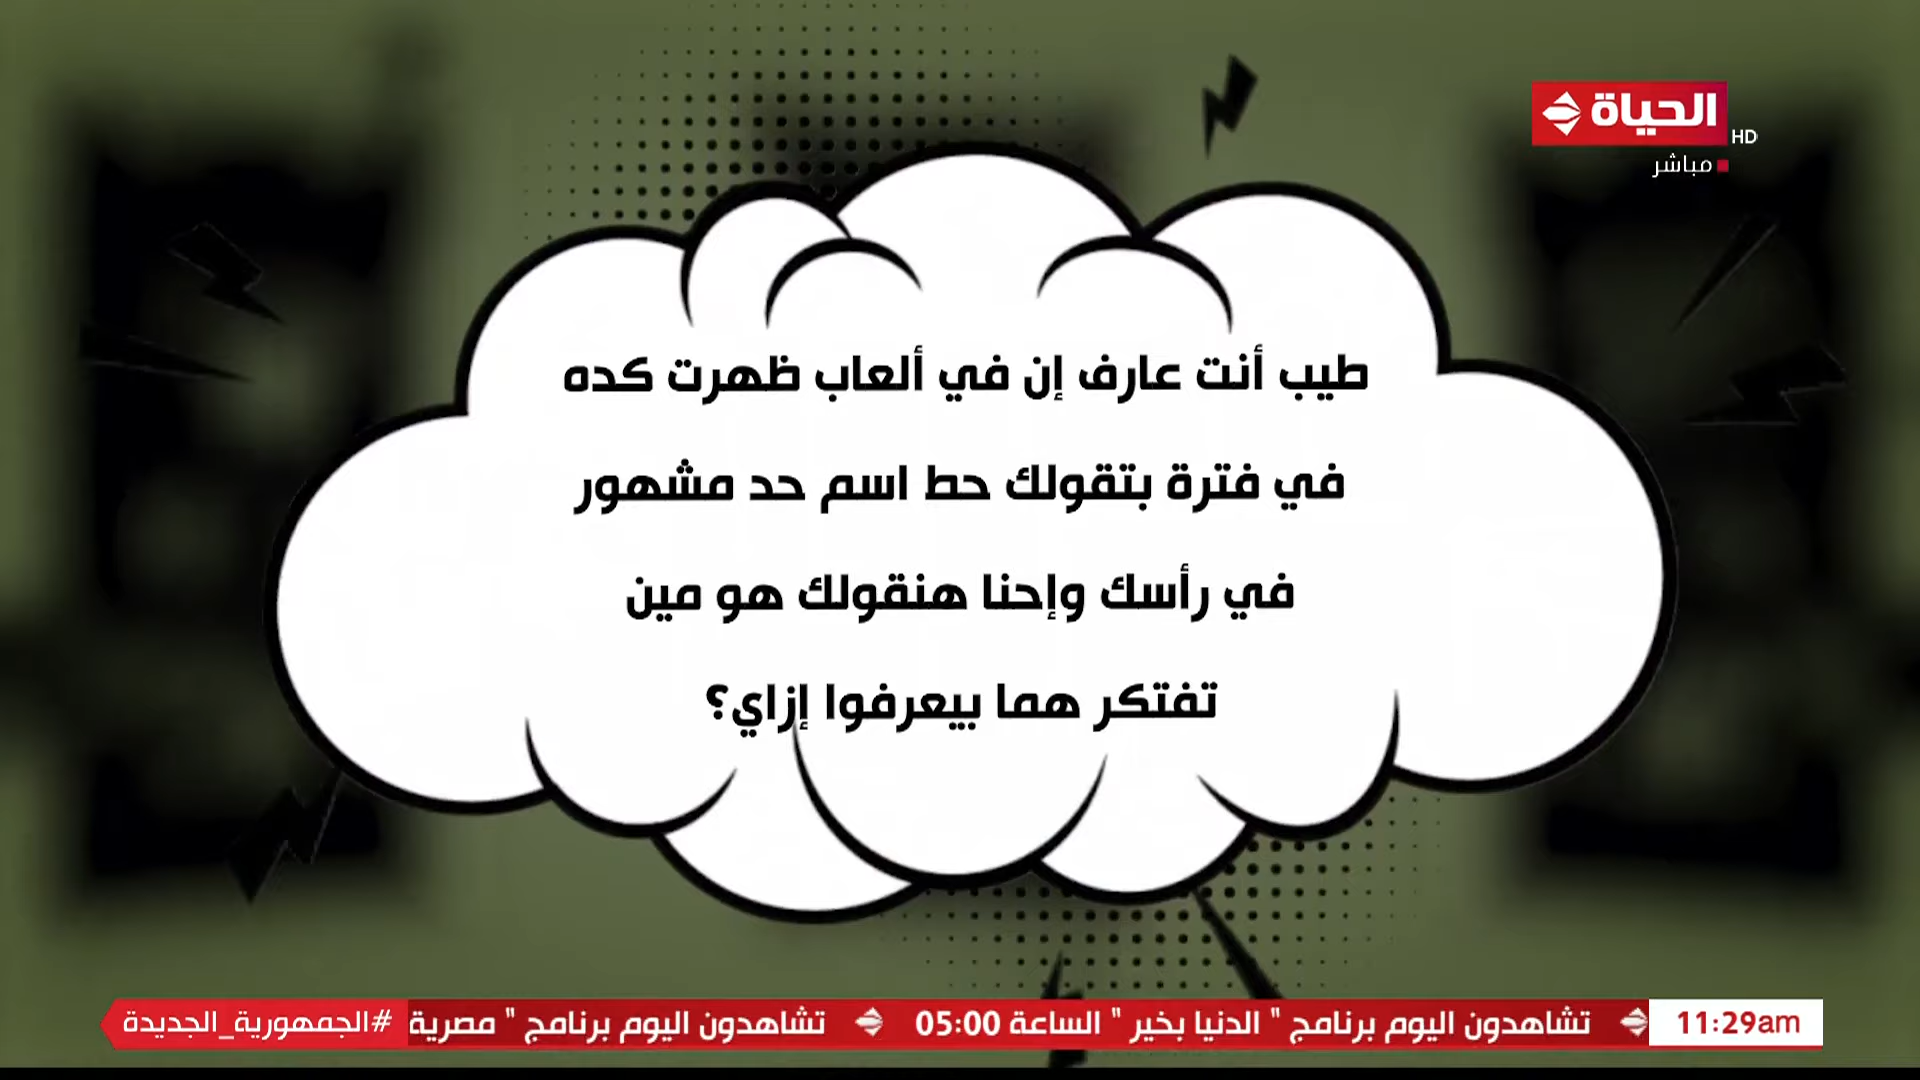 الحياة
HD
مباشر
طيب أنت عارف إن في ألعاب ظهرت كده
في فترة بتقولك حط اسم حد مشهور
في رأسك وإحنا هنقولك هو مين
تفتكر هما بيعرفوا إزاي؟
11:29am تشاهدون اليوم برنامج " الدنيا بخير " الساعة 05:00 تشاهدون اليوم برنامج " مصرية #الجمهورية_الجديدة